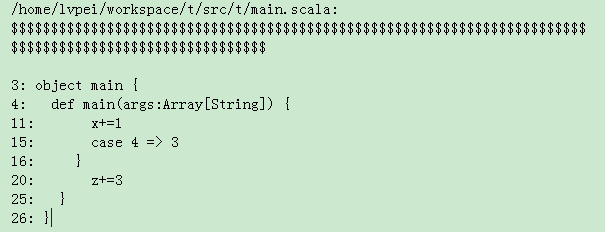 /home/lvpei/workspace/t/src/t/main.scala:
$$$$$$$$$$$$$$$$$$$$$$$$$$$$$$$$$$$$$$$$$$$$$$$$$$$$$$$$$$$$$$$$$$$$$$$$
$$$$$$$$$$$$$$$$$$$$$$$$$$$$$$$$
3: object main {
4:   def main(args:Array[String]) {
11:       x+=1
15:       case 4 => 3
16:     }
20:       z+=3
25:   }
26: }